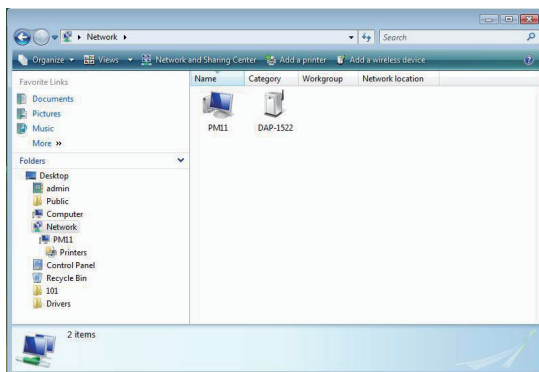 Network
Search
Organize Views Network and Sharing Center Add a printer Add a wireless device
Favorite Links
Documents
Pictures
Music
More »
Folders
Desktop
admin
Public
Computer
Network
PM11
Printers
Control Panel
Recycle Bin
101
Drivers
Name Category Workgroup Network location
PM11 DAP-1522
2 items